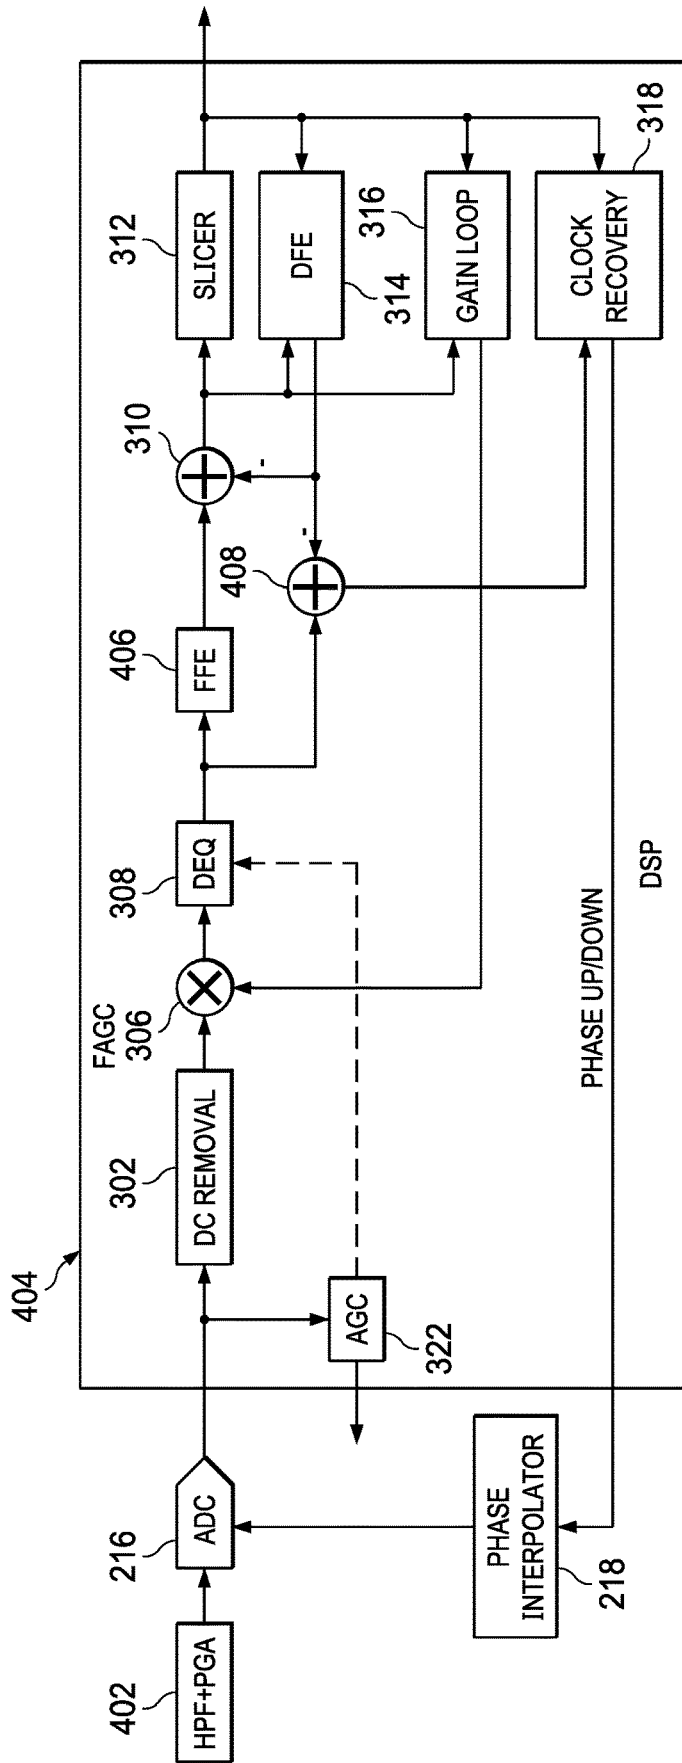 402
HPF+PGA
216
ADC
PHASE
INTERPOLATOR
218
404
AGC
322
302
DC REMOVAL
FAGC
306
308
DEQ
406
FFE
408
-
310
-
312
SLICER
DFE
314
316
GAIN LOOP
318
CLOCK
RECOVERY
PHASE UP/DOWN
DSP